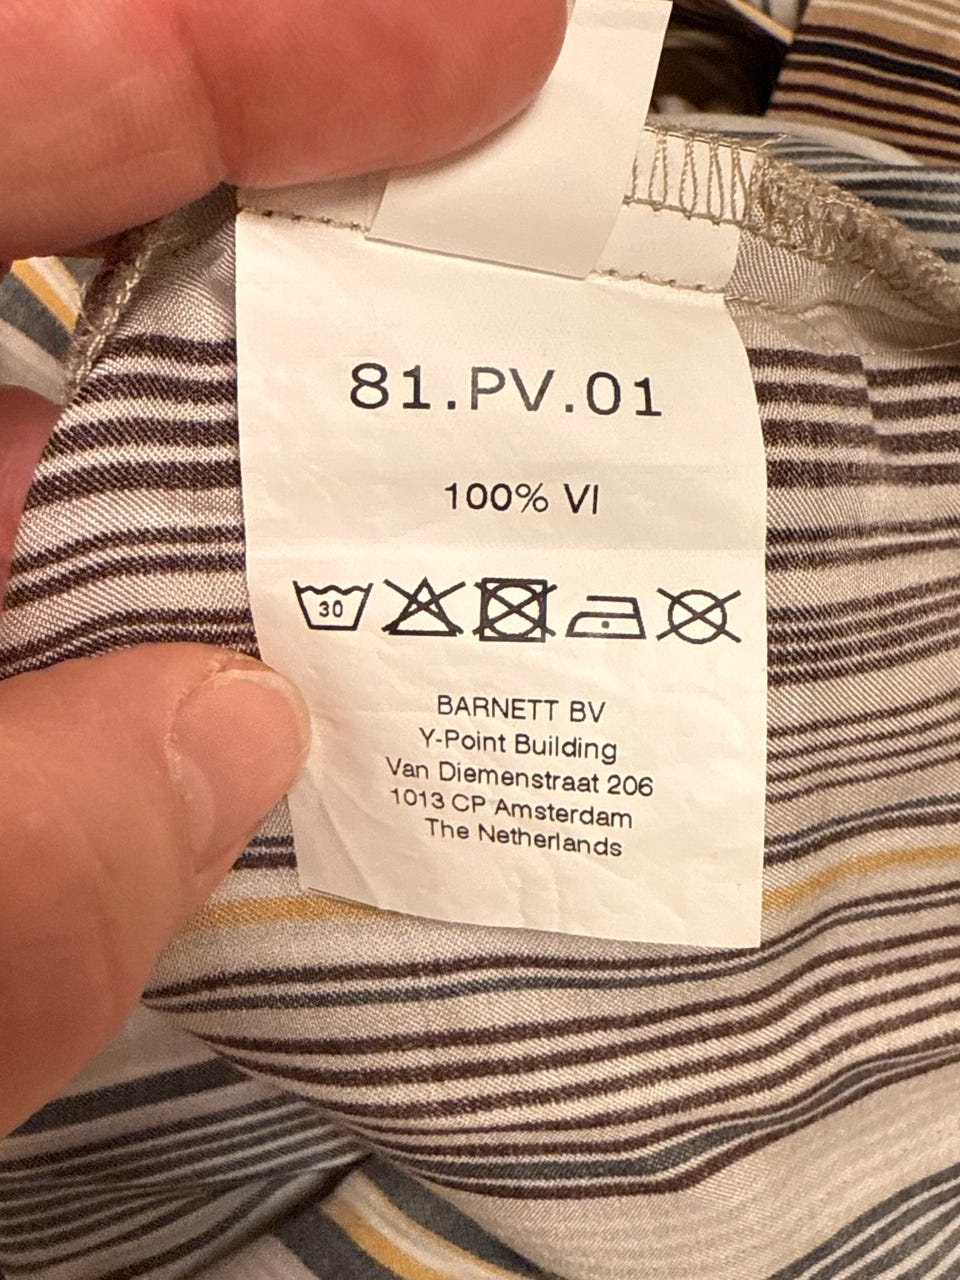 81.PV.01
100% VI
30
BARNETT BV
Y-Point Building
Van Diemenstraat 206
1013 CP Amsterdam
The Netherlands